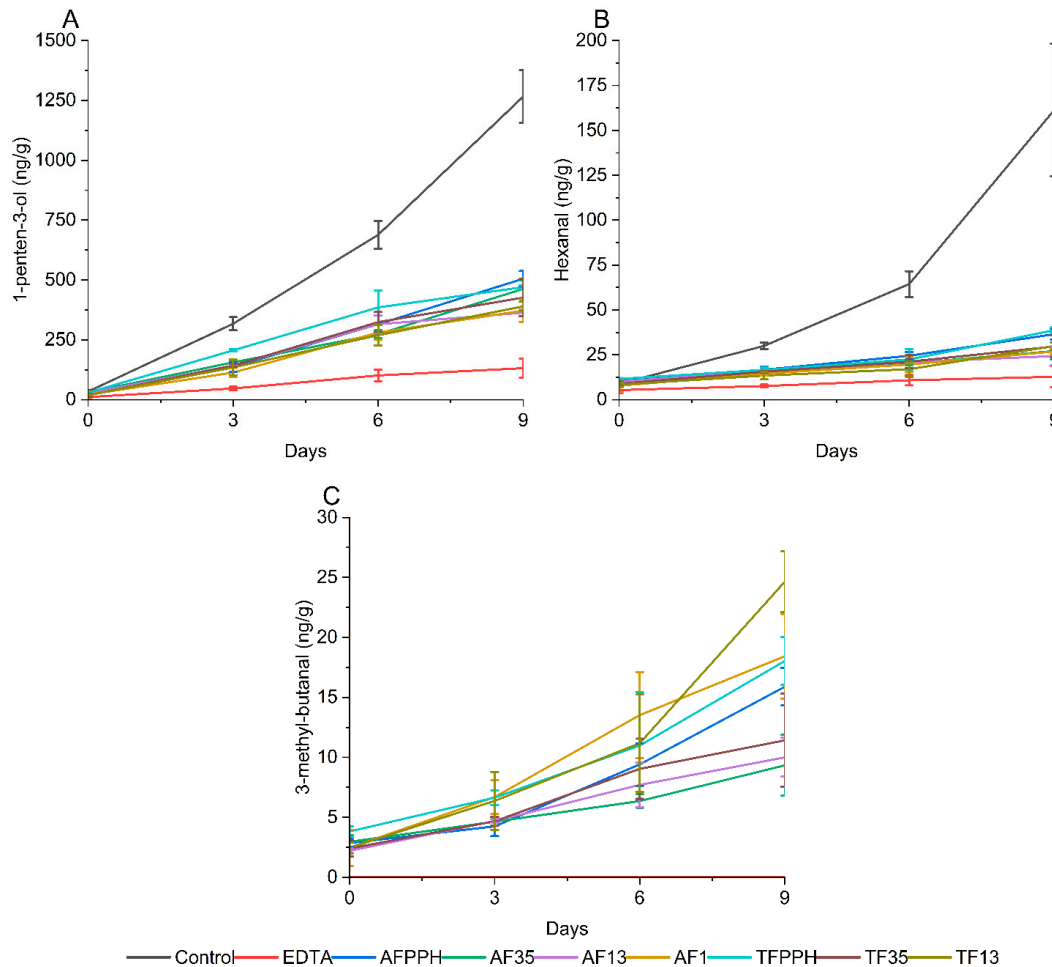 A
1-penten-3-ol (ng/g)
1500
1250
1000
750
500
250
0
0 3 6 9
Days
B
Hexanal (ng/g)
200
175
150
125
100
75
50
25
0
0 3 6 9
Days
C
3-methyl-butanal (ng/g)
30
25
20
15
10
5
0
0 3 6 9
Days
Control EDTA AFPPH AF35 AF13 AF1 TFPPH TF35 TF13